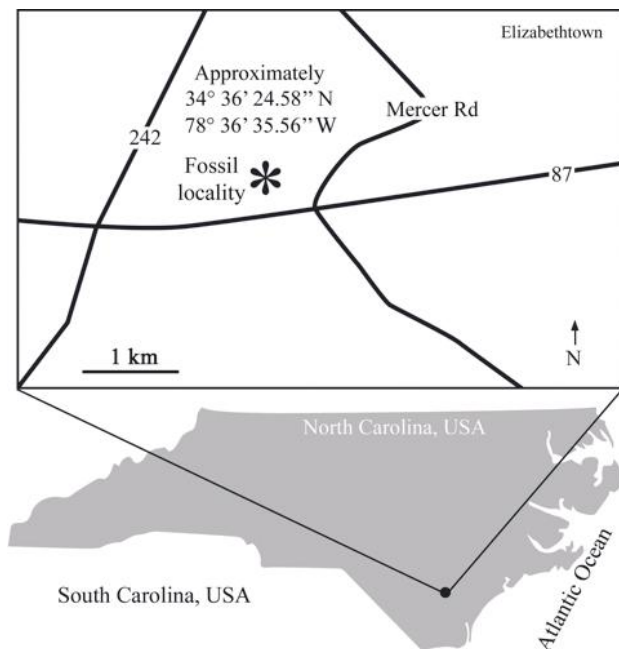 Elizabethtown
Approximately
34° 36' 24.58'' N
78° 36' 35.56'' W
Mercer Rd
242
Fossil
locality
87
1 km
N
North Carolina, USA
South Carolina, USA
Atlantic Ocean